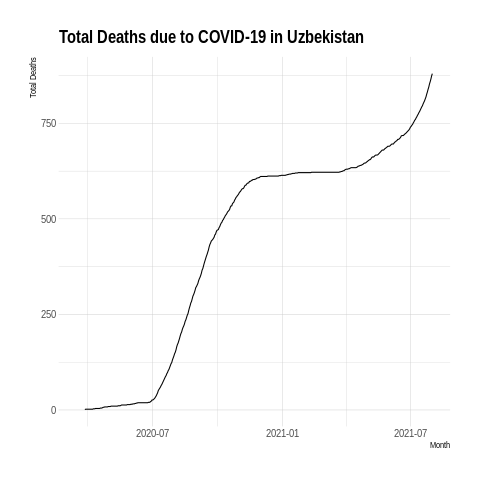 Total Deaths due to COVID-19 in Uzbekistan
Total Deaths
750
500
250
0
2020-07
2021-01
2021-07
Month